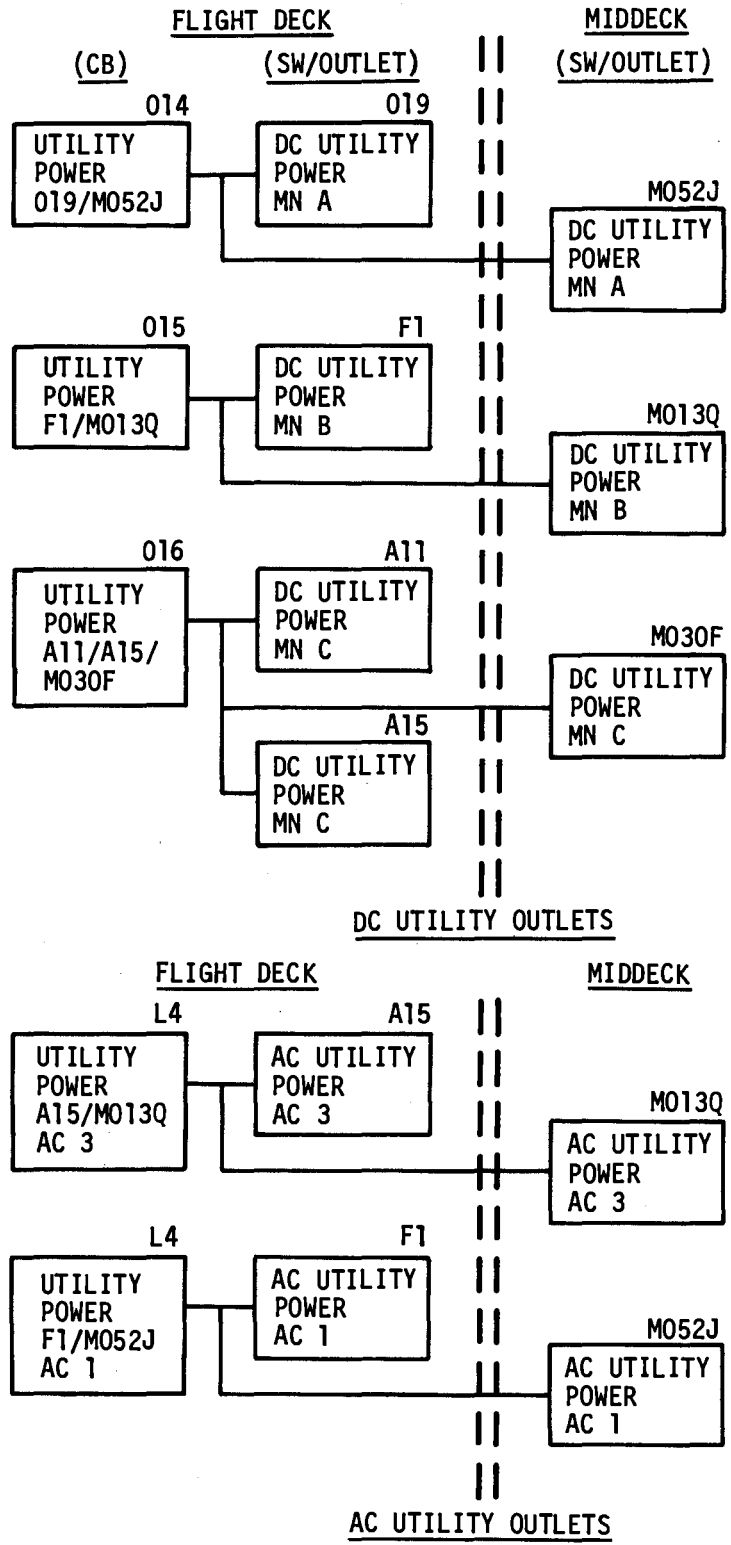 FLIGHT DECK
MIDDECK
(CB)
(SW/OUTLET)
(SW/OUTLET)
014
019
UTILITY
POWER
019/M052J
DC UTILITY
POWER
MN A
M052J
DC UTILITY
POWER
MN A
015
F1
UTILITY
POWER
F1/M013Q
DC UTILITY
POWER
MN B
M013Q
DC UTILITY
POWER
MN B
016
A11
UTILITY
POWER
A11/A15/
M030F
DC UTILITY
POWER
MN C
M030F
DC UTILITY
POWER
MN C
A15
DC UTILITY
POWER
MN C
DC UTILITY OUTLETS
FLIGHT DECK
MIDDECK
L4
A15
UTILITY
POWER
A15/M013Q
AC 3
AC UTILITY
POWER
AC 3
M013Q
AC UTILITY
POWER
AC 3
L4
F1
UTILITY
POWER
F1/M052J
AC 1
AC UTILITY
POWER
AC 1
M052J
AC UTILITY
POWER
AC 1
AC UTILITY OUTLETS